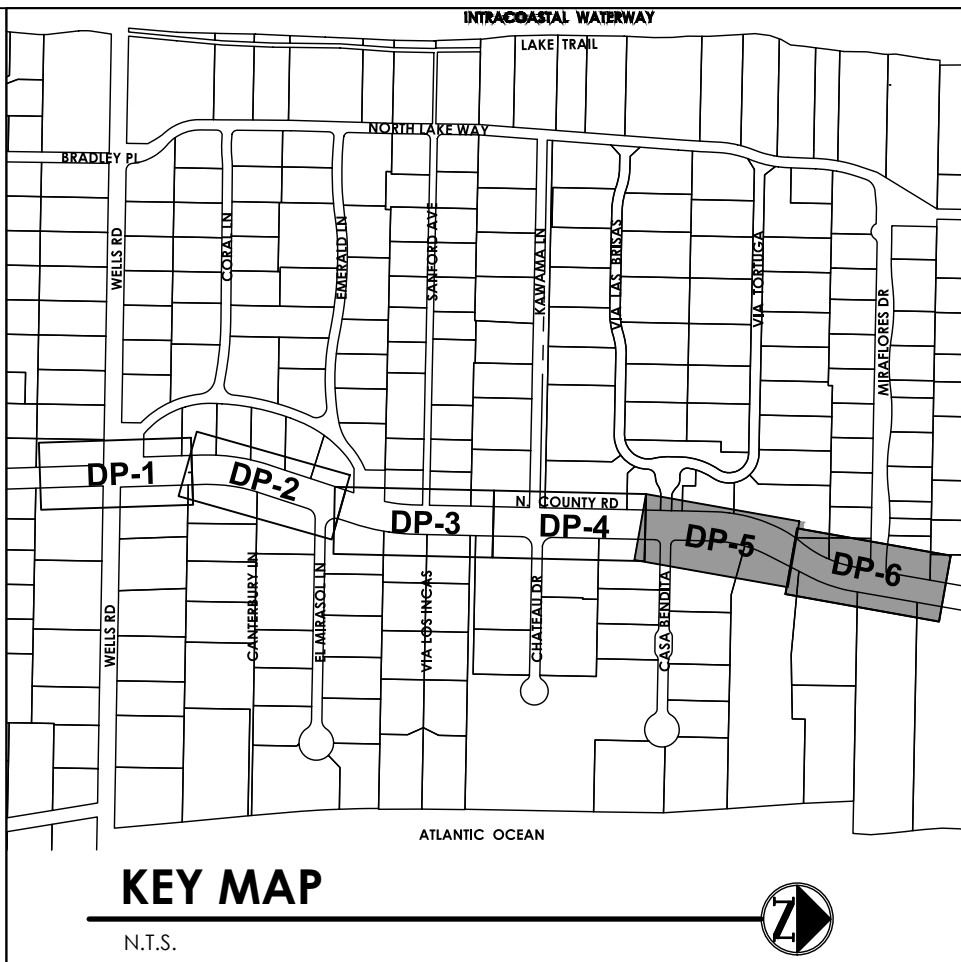 INTRACOASTAL WATERWAY
LAKE TRAIL
NORTH LAKE WAY
BRADLEY PL
WELLS RD
CORAL LN
EMERALD LN
SANFORD AVE
KAWAMA LN
VIA LAS BRISAS
VIA TORTUGA
MIRAFLORES DR
DP-1
DP-2
DP-3
N. COUNTY RD
DP-4
DP-5
DP-6
WELLS RD
CANTERBURY LN
EL MIRASOL LN
VIA LOS INCAS
CHATEAU DR
CASA BENDITA
ATLANTIC OCEAN
KEY MAP
N.T.S.
N